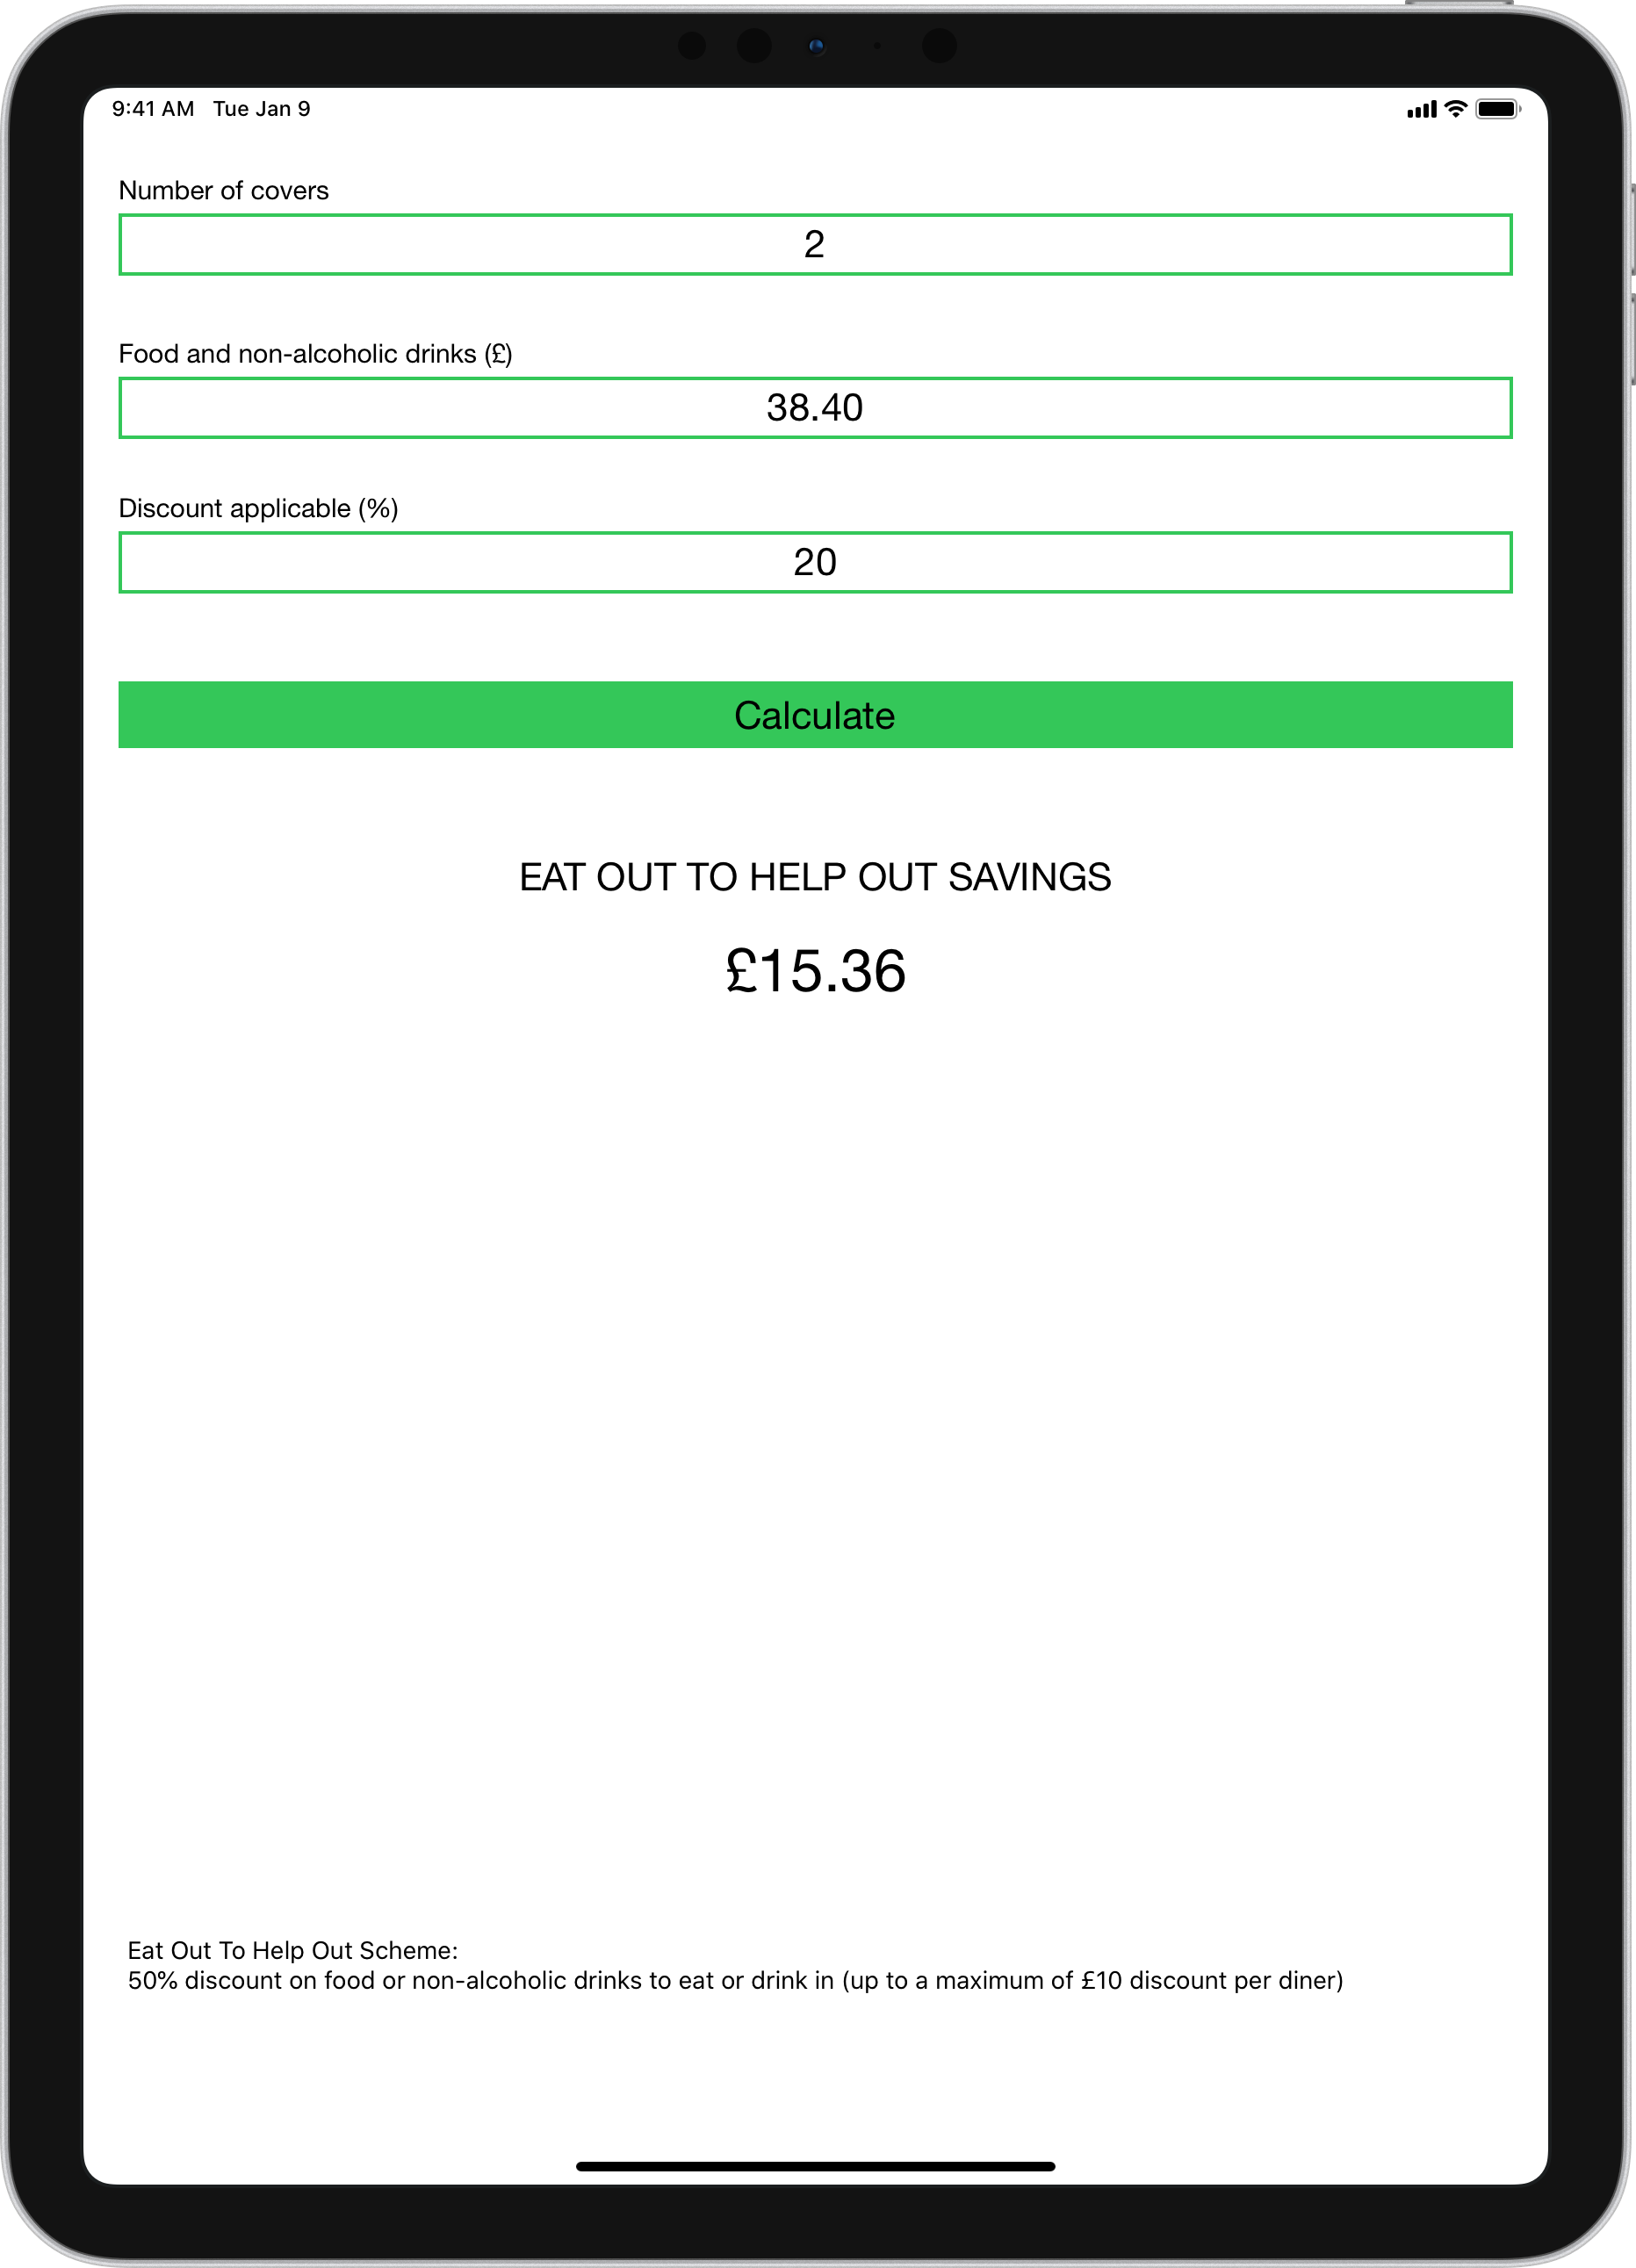 9:41 AM Tue Jan 9
Number of covers
2
Food and non-alcoholic drinks (£)
38.40
Discount applicable (%)
20
Calculate
EAT OUT TO HELP OUT SAVINGS
£15.36
Eat Out To Help Out Scheme:
50% discount on food or non-alcoholic drinks to eat or drink in (up to a maximum of £10 discount per diner)